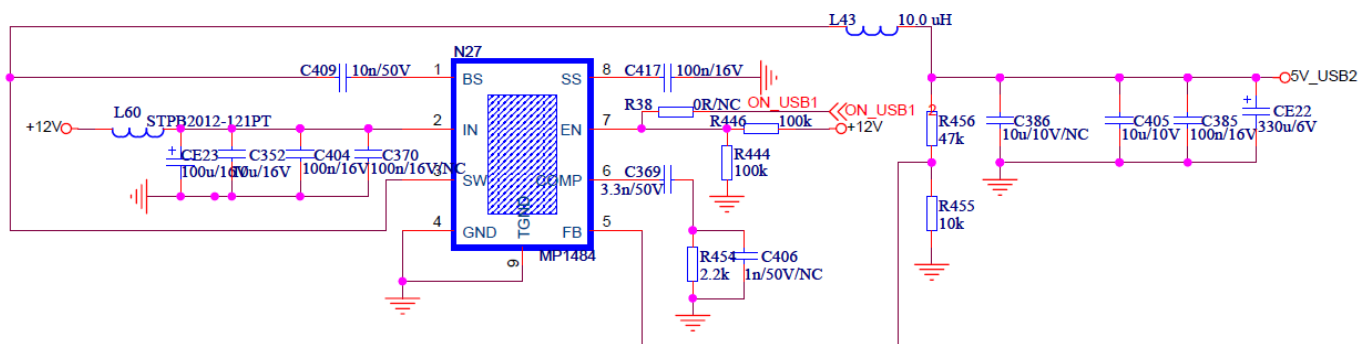 L43 10.0 uH
N27
C409 10n/50V 1 BS SS 8 C417 100n/16V
5V_USB2
L60 STPB2012-121PT
R38 0R/NC ON_USB1 ON_USB1 2
+12V 2 IN EN 7 R446 100k +12V
CE23 100u/16V
C352 10u/16V
C404 100n/16V
C370 100n/16V/NC
R444 100k
R456 47k
C386 10u/10V/NC
C405 10u/10V
C385 100n/16V
CE22 330u/6V
3 SW COMP 6 C369 3.3n/50V
4 GND TGND FB 5
9 MP1484
R454 2.2k
C406 1n/50V/NC
R455 10k